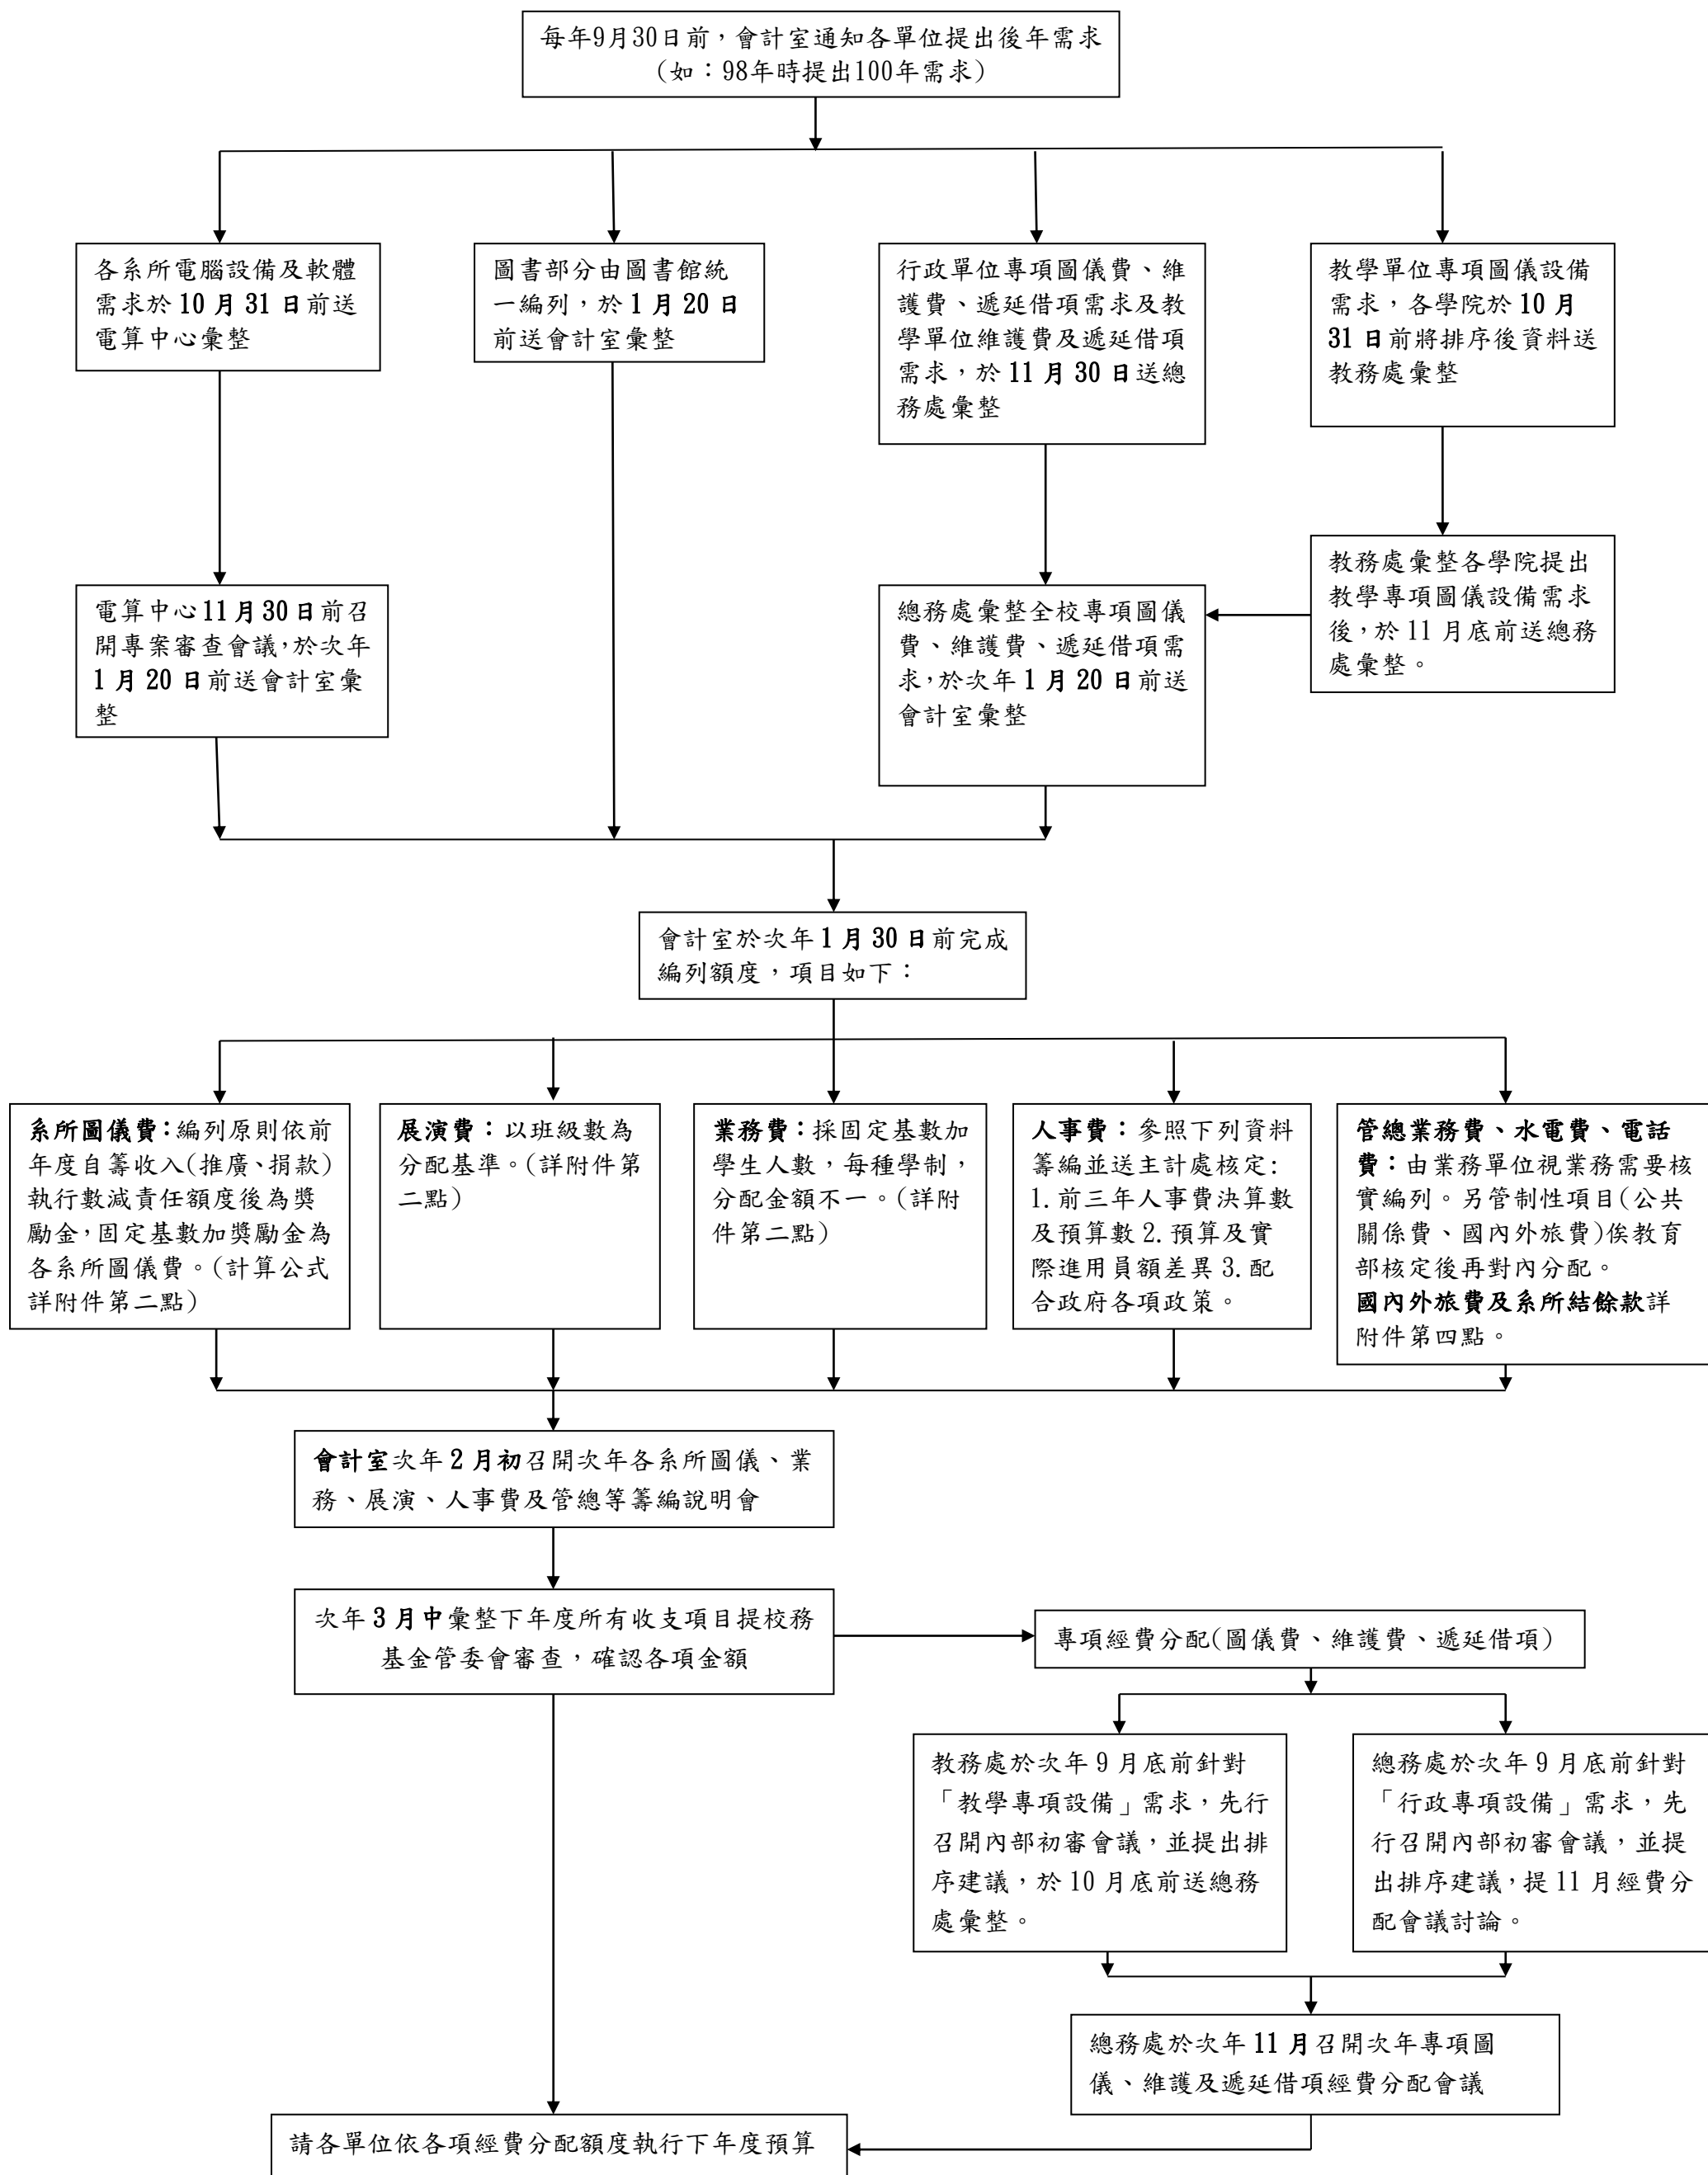 每年9月30日前，會計室通知各單位提出後年需求
（如：98年時提出100年需求）
各系所電腦設備及軟體
需求於 10 月 31 日前送
電算中心彙整
圖書部分由圖書館統
一編列，於 1 月 20 日
前送會計室彙整
行政單位專項圖儀費、維
護費、遞延借項需求及教
學單位維護費及遞延借項
需求，於 11 月 30 日送總
務處彙整
教學單位專項圖儀設備
需求，各學院於 10 月
31 日前將排序後資料送
教務處彙整
電算中心 11 月 30 日前召
開專案審查會議，於次年
1 月 20 日前送會計室彙
整
總務處彙整全校專項圖儀
費、維護費、遞延借項需
求，於次年 1 月 20 日前送
會計室彙整
教務處彙整各學院提出
教學專項圖儀設備需求
後，於 11 月底前送總務
處彙整。
會計室於次年 1 月 30 日前完成
編列額度，項目如下：
系所圖儀費：編列原則依前
年度自籌收入(推廣、捐款)
執行數減責任額度後為獎
勵金，固定基數加獎勵金為
各系所圖儀費。(計算公式
詳附件第二點)
展演費：以班級數為
分配基準。(詳附件第
二點)
業務費：採固定基數加
學生人數，每種學制，
分配金額不一。(詳附
件第二點)
人事費：參照下列資料
籌編並送主計處核定:
1.前三年人事費決算數
及預算數 2.預算及實
際進用員額差異 3.配
合政府各項政策。
管總業務費、水電費、電話
費：由業務單位視業務需要核
實編列。另管制性項目(公共
關係費、國內外旅費)俟教育
部核定後再對內分配。
國內外旅費及系所結餘款詳
附件第四點。
會計室次年 2 月初召開次年各系所圖儀、業
務、展演、人事費及管總等籌編說明會
次年 3 月中彙整下年度所有收支項目提校務
基金管委會審查，確認各項金額
專項經費分配(圖儀費、維護費、遞延借項)
教務處於次年 9 月底前針對
「教學專項設備」需求，先行
召開內部初審會議，並提出排
序建議，於 10 月底前送總務
處彙整。
總務處於次年 9 月底前針對
「行政專項設備」需求，先
行召開內部初審會議，並提
出排序建議，提 11 月經費分
配會議討論。
總務處於次年 11 月召開次年專項圖
儀、維護及遞延借項經費分配會議
請各單位依各項經費分配額度執行下年度預算